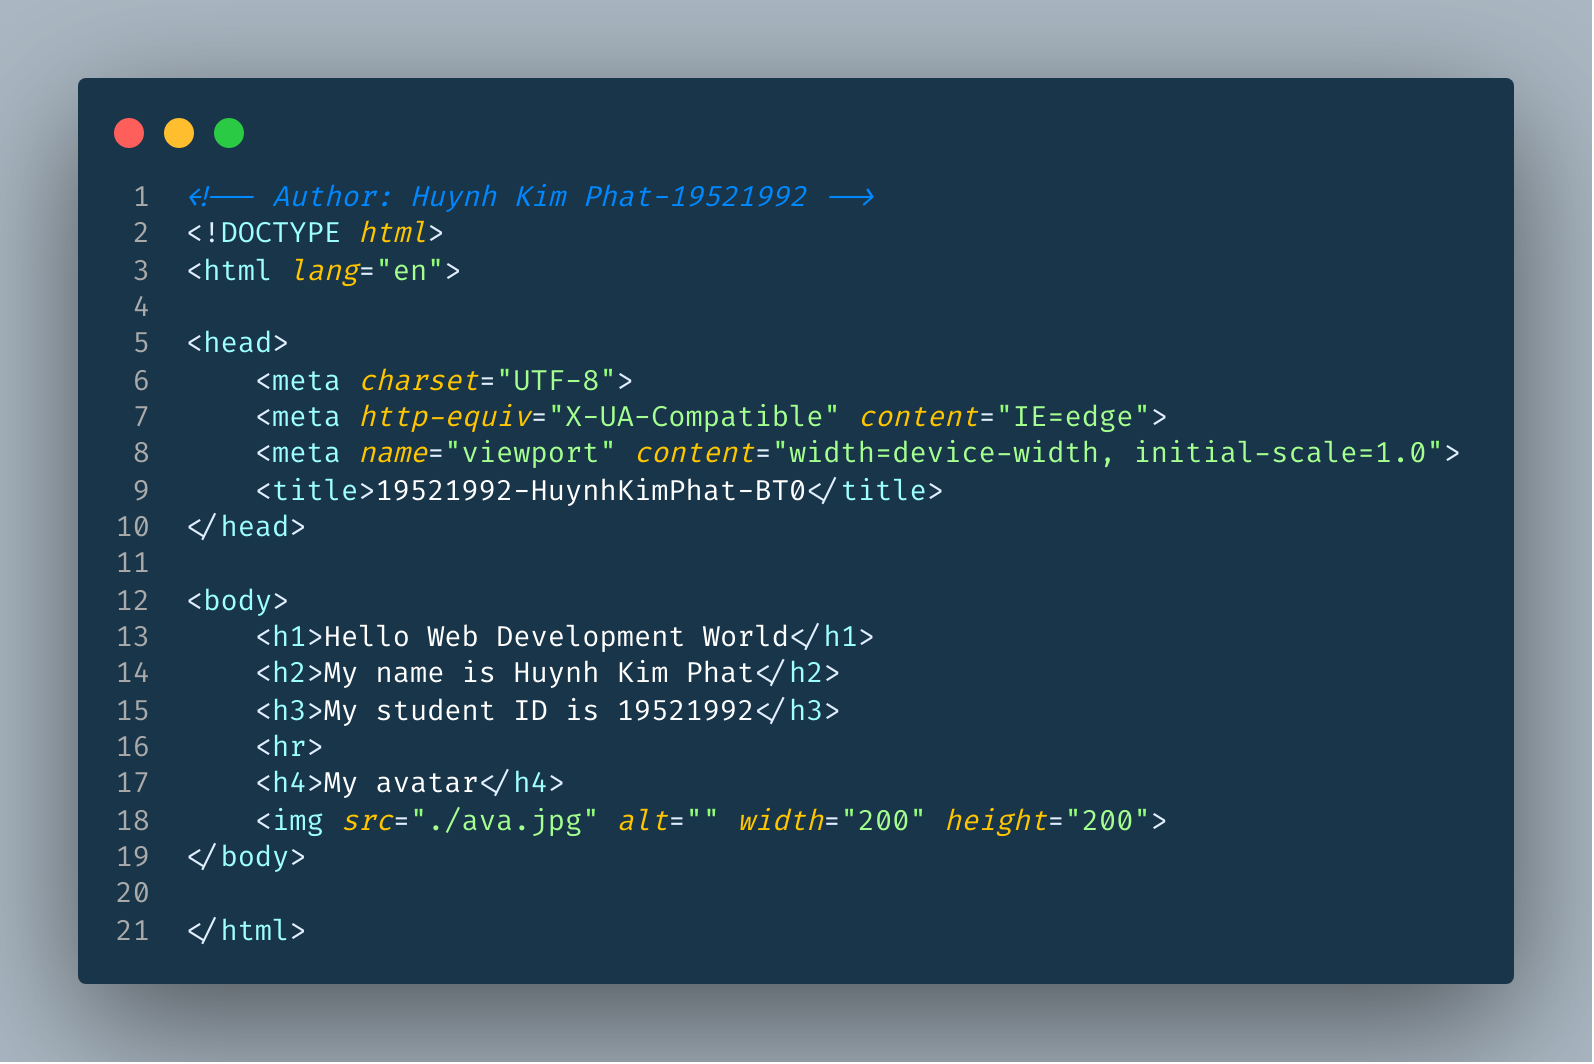 1 <!-- Author: Huynh Kim Phat-19521992 -->
2 <!DOCTYPE html>
3 <html lang="en">
4
5 <head>
6     <meta charset="UTF-8">
7     <meta http-equiv="X-UA-Compatible" content="IE=edge">
8     <meta name="viewport" content="width=device-width, initial-scale=1.0">
9     <title>19521992-HuynhKimPhat-BT0</title>
10 </head>
11
12 <body>
13     <h1>Hello Web Development World</h1>
14     <h2>My name is Huynh Kim Phat</h2>
15     <h3>My student ID is 19521992</h3>
16     <hr>
17     <h4>My avatar</h4>
18     <img src="./ava.jpg" alt="" width="200" height="200">
19 </body>
20
21 </html>